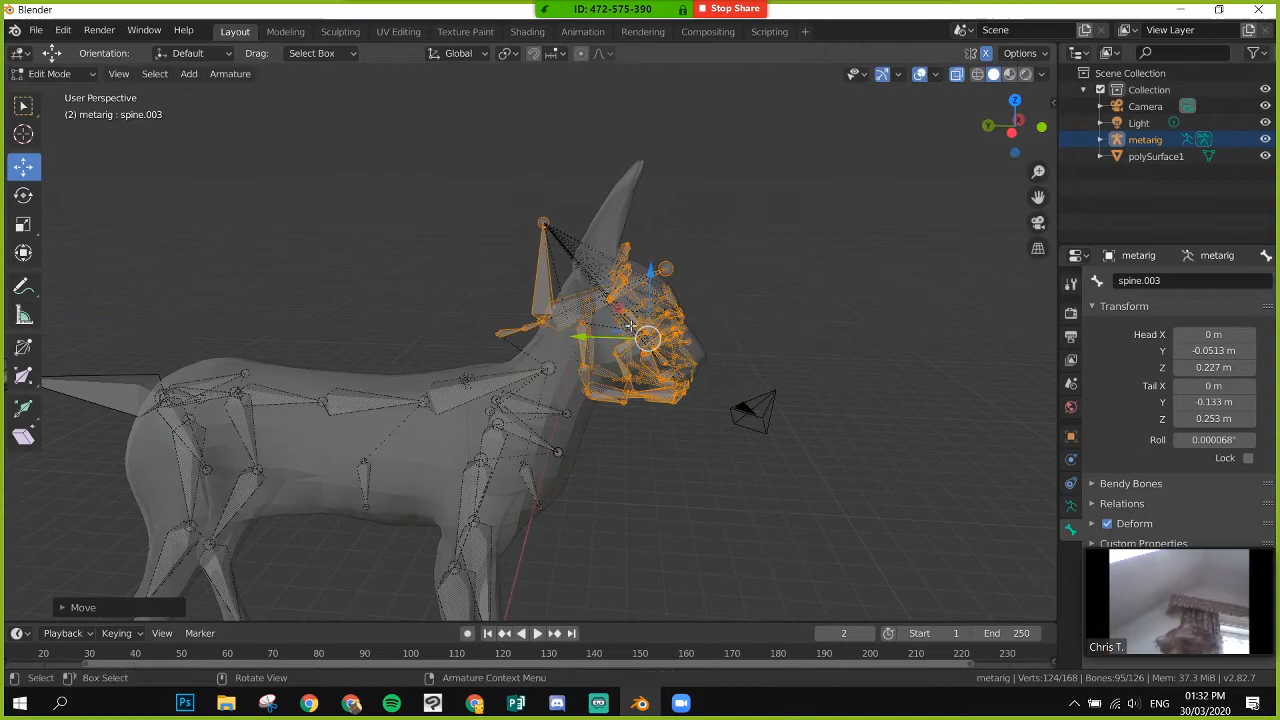 Blender
ID: 472-575-390
Stop Share
File Edit Render Window Help
Layout Modeling Sculpting UV Editing Texture Paint Shading Animation Rendering Compositing Scripting +
Scene
View Layer
Orientation: Default Drag: Select Box
Global
X Options
Edit Mode View Select Add Armature
User Perspective
(2) metarig : spine.003
Z
Y
X
Scene Collection
Collection
Camera
Light
metarig
polySurface1
metarig
metarig
spine.003
Transform
Head X 0 m
Y -0.0513 m
Z 0.227 m
Tail X 0 m
Y -0.133 m
Z 0.253 m
Roll 0.000068°
Lock
Bendy Bones
Relations
Deform
Custom Properties
Chris T.
Move
Playback Keying View Marker
2
Start 1 End 250
20 30 40 50 60 70 80 90 100 110 120 130 140 150 160 170 180 190 200 210 220 230
Select Box Select Rotate View Armature Context Menu
metarig | Verts:124/168 | Bones:95/126 | Mem: 37.3 MiB | v2.82.7
Ps
ENG
01:32 PM
30/03/2020